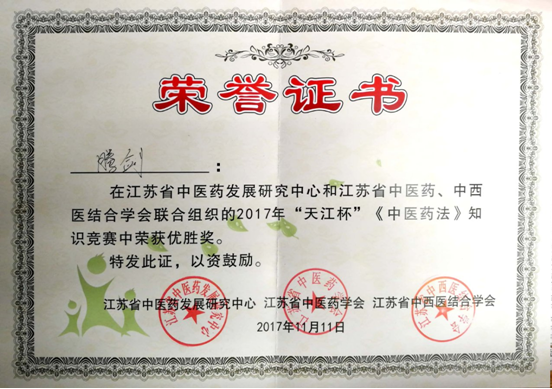 荣誉证书
腾剑：
在江苏省中医药发展研究中心和江苏省中医药、中西
医结合学会联合组织的2017年“天江杯”《中医药法》知
识竞赛中荣获优胜奖。
特发此证，以资鼓励。
江苏省中医药发展研究中心 江苏省中医药学会 江苏省中西医结合学会
2017年11月11日